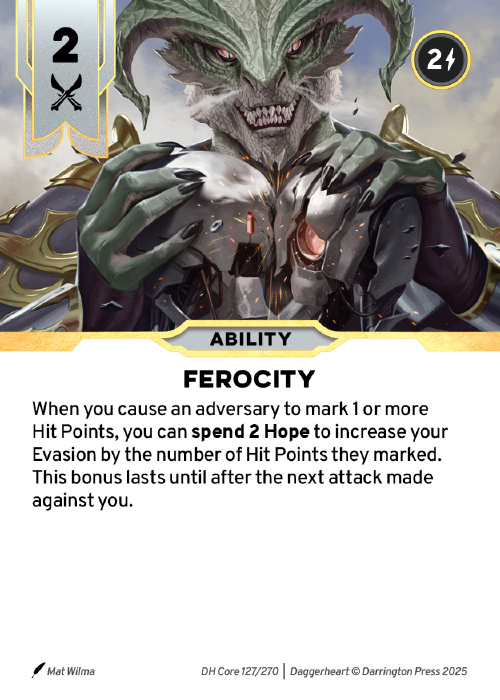 2
2
ABILITY
FEROCITY
When you cause an adversary to mark 1 or more
Hit Points, you can spend 2 Hope to increase your
Evasion by the number of Hit Points they marked.
This bonus lasts until after the next attack made
against you.
Mat Wilma
DH Core 127/270 | Daggerheart © Darrington Press 2025